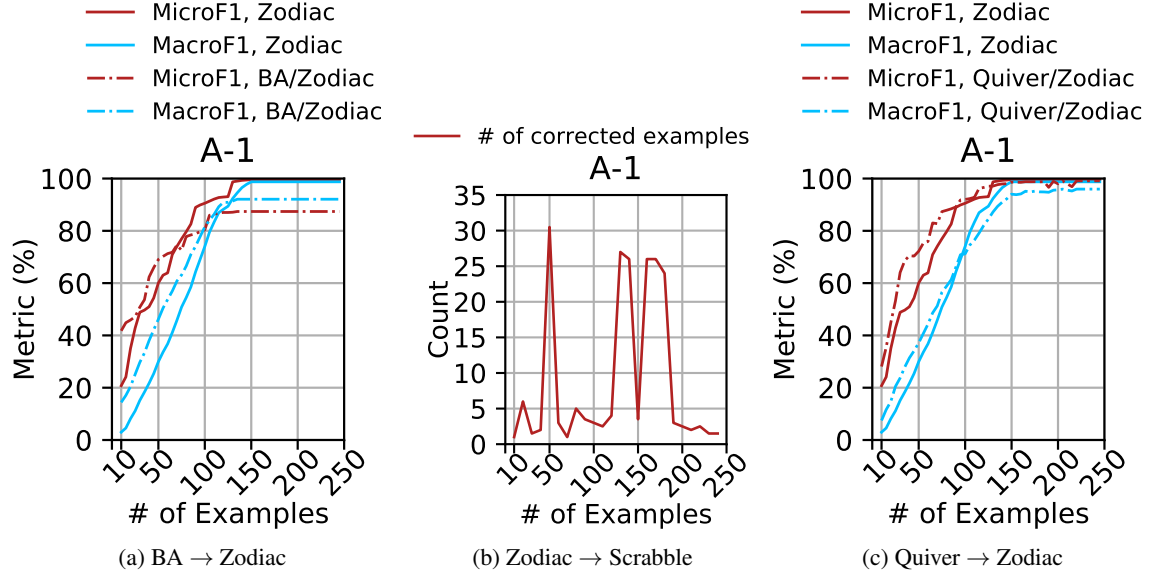 MicroF1, Zodiac
MacroF1, Zodiac
MicroF1, BA/Zodiac
MacroF1, BA/Zodiac
A-1
100
80
60
40
20
0
Metric (%)
10
50
100
150
200
250
# of Examples
(a) BA → Zodiac
# of corrected examples
A-1
35
30
25
20
15
10
5
0
Count
10
50
100
150
200
250
# of Examples
(b) Zodiac → Scrabble
MicroF1, Zodiac
MacroF1, Zodiac
MicroF1, Quiver/Zodiac
MacroF1, Quiver/Zodiac
A-1
100
80
60
40
20
0
Metric (%)
10
50
100
150
200
250
# of Examples
(c) Quiver → Zodiac